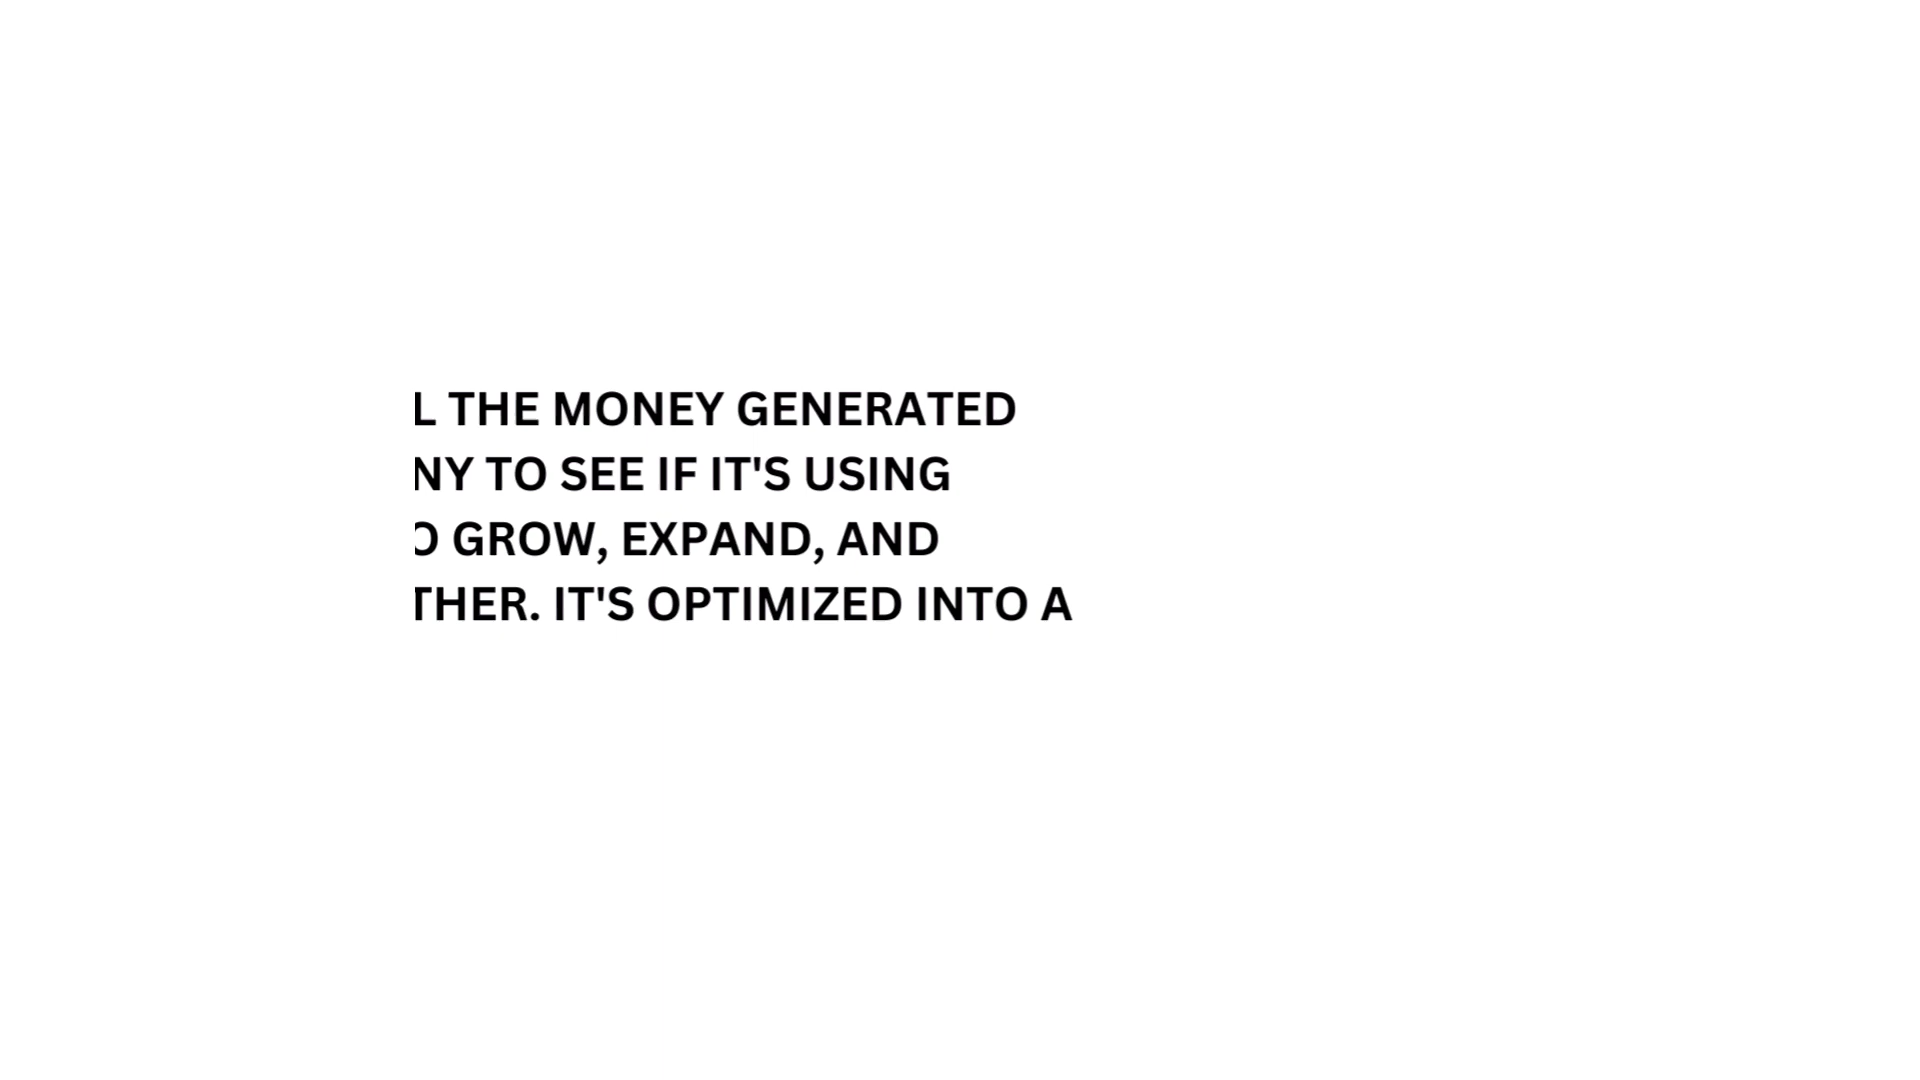 L THE MONEY GENERATED
NY TO SEE IF IT'S USING
O GROW, EXPAND, AND
THER. IT'S OPTIMIZED INTO A